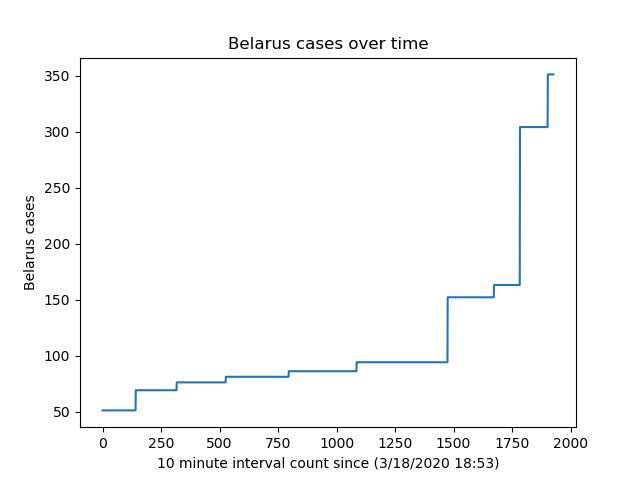 Belarus cases over time
350
300
250
200
150
100
50
Belarus cases
0 250 500 750 1000 1250 1500 1750 2000
10 minute interval count since (3/18/2020 18:53)